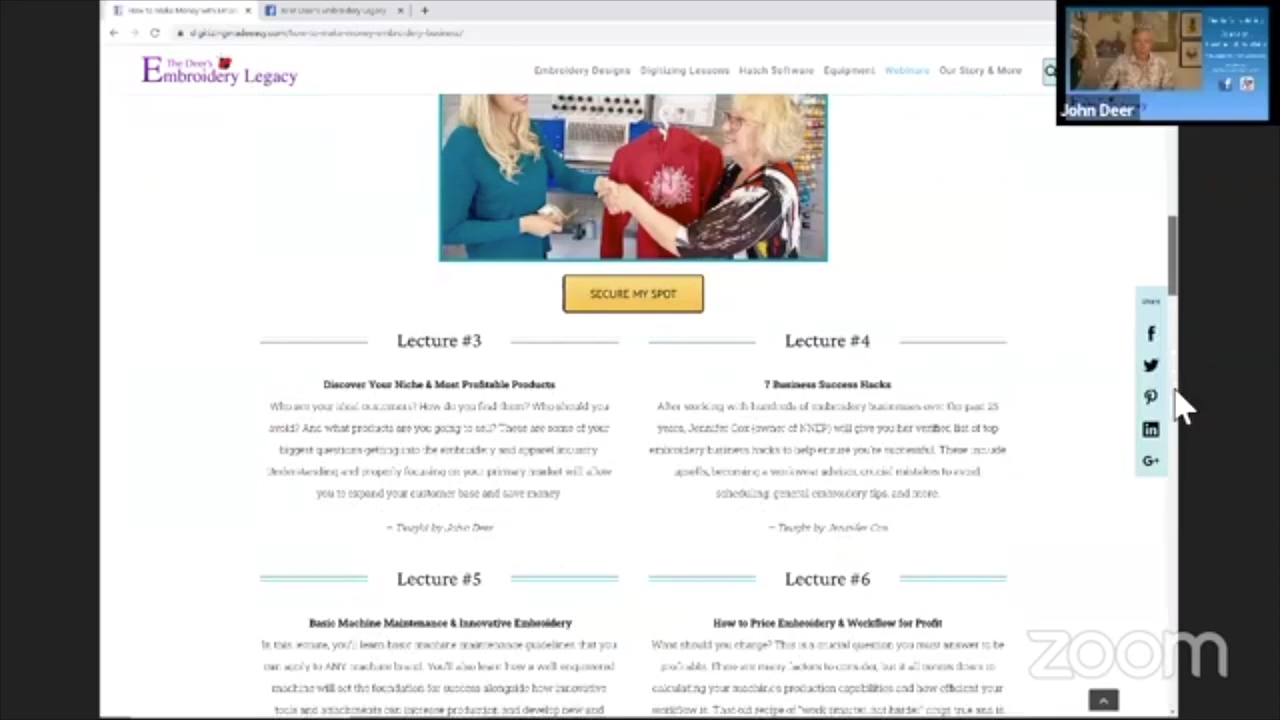 How to Make Money with Embr
John Deer's Embroidery Legacy
digitizingmadeeasy.com/how-to-make-money-embroidery-business/
The Deer's
Embroidery Legacy
Embroidery Designs Digitizing Lessons Hatch Software Equipment Webinars Our Story & More
John Deer
SECURE MY SPOT
Share
Lecture #3
Discover Your Niche & Most Profitable Products
Who are your ideal customers? How do you find them? Who should you
avoid? And what products are you going to sell? These are some of your
biggest questions getting into the embroidery and apparel industry
Understanding and properly focusing on your primary market will allow
you to expand your customer base and save money
~ Taught by John Deer
Lecture #4
7 Business Success Hacks
After working with hundreds of embroidery businesses over the past 25
years, Jennifer Cox (owner of NNEP) will give you her verified list of top
embroidery business hacks to help ensure you're successful. These include
upsells, becoming a workwear advisor, crucial mistakes to avoid,
scheduling, general embroidery tips, and more.
~ Taught by Jennifer Cox
Lecture #5
Basic Machine Maintenance & Innovative Embroidery
In this lecture, you'll learn basic machine maintenance guidelines that you
can apply to ANY machine brand. You'll also learn how a well engineered
machine will set the foundation for success alongside how innovative
tools and attachments can increase production and develop new and
Lecture #6
How to Price Embroidery & Workflow for Profit
What should you charge? This is a crucial question you must answer to be
profitable. There are many factors to consider, but it all comes down to
calculating your machine's production capabilities and how efficient your
workflow is. That old recipe of "work smarter, not harder" rings true and is
zoom